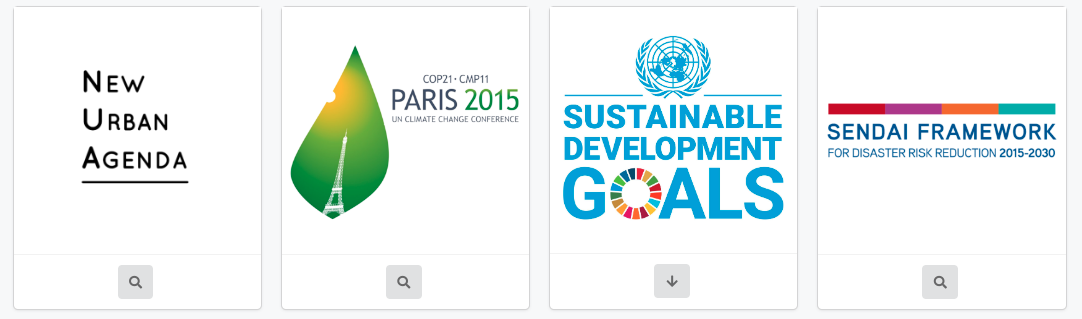 NEW
URBAN
AGENDA
COP21 · CMP11
PARIS 2015
UN CLIMATE CHANGE CONFERENCE
SUSTAINABLE
DEVELOPMENT
GOALS
SENDAI FRAMEWORK
FOR DISASTER RISK REDUCTION 2015-2030